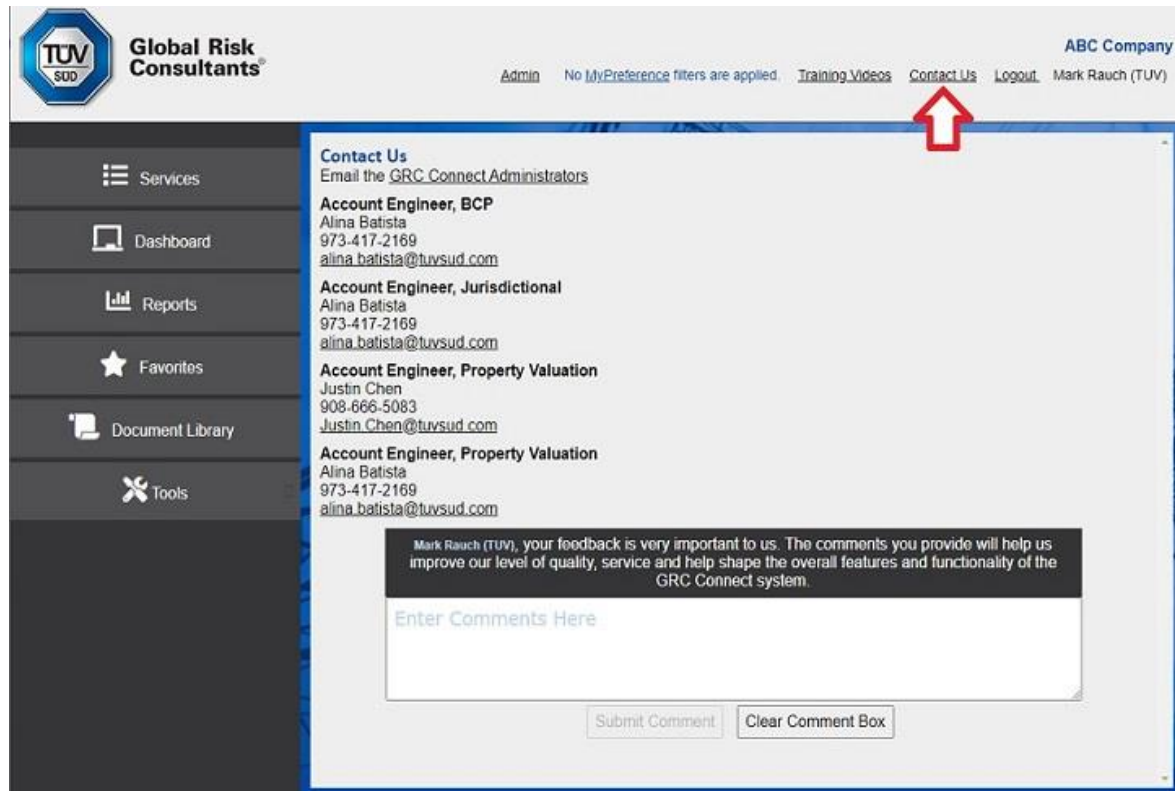 TÜV
SÜD
Global Risk
Consultants®
ABC Company
Admin No MyPreference filters are applied. Training Videos Contact Us Logout Mark Rauch (TUV)
Services
Dashboard
Reports
Favorites
Document Library
Tools
Contact Us
Email the GRC Connect Administrators
Account Engineer, BCP
Alina Batista
973-417-2169
alina.batista@tuvsud.com
Account Engineer, Jurisdictional
Alina Batista
973-417-2169
alina.batista@tuvsud.com
Account Engineer, Property Valuation
Justin Chen
908-666-5083
Justin.Chen@tuvsud.com
Account Engineer, Property Valuation
Alina Batista
973-417-2169
alina.batista@tuvsud.com
Mark Rauch (TUV), your feedback is very important to us. The comments you provide will help us
improve our level of quality, service and help shape the overall features and functionality of the
GRC Connect system.
Enter Comments Here
Submit Comment Clear Comment Box